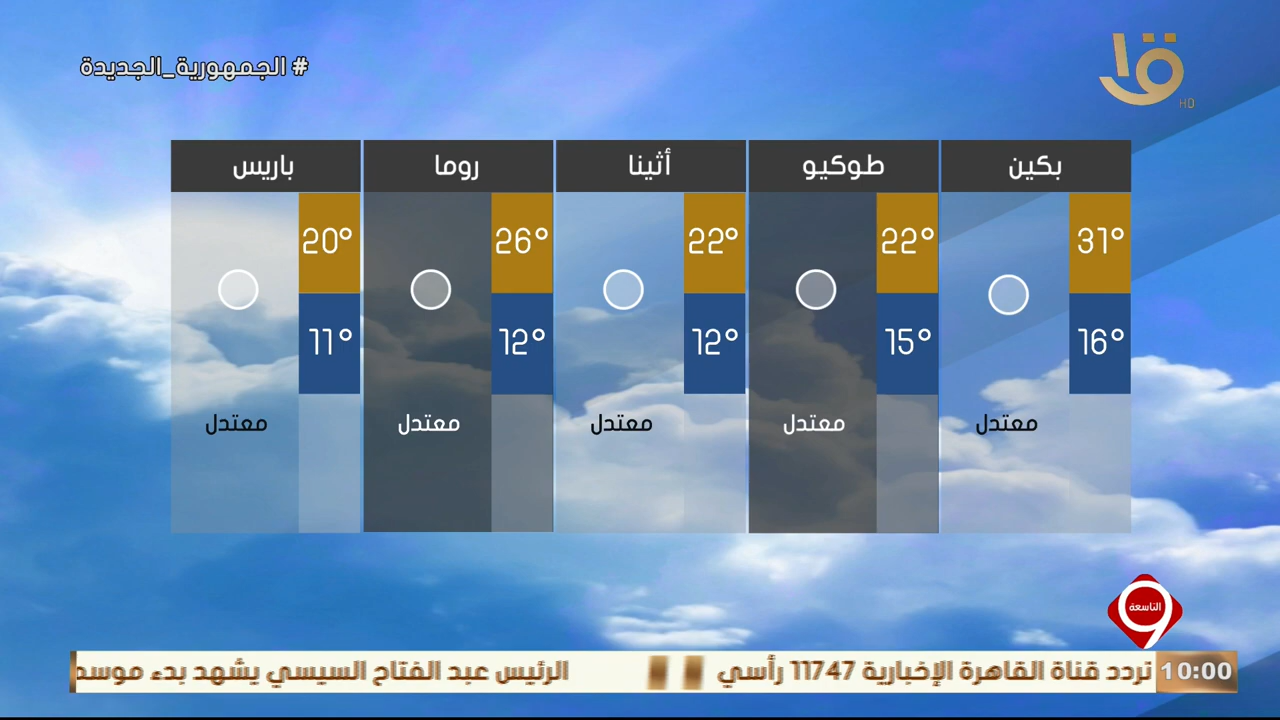 # الجمهورية_الجديدة
HD
بكين
31°
16°
معتدل
طوكيو
22°
15°
معتدل
أثينا
22°
12°
معتدل
روما
26°
12°
معتدل
باريس
20°
11°
معتدل
التاسعة
9
10:00
تردد قناة القاهرة الإخبارية 11747 رأسي
الرئيس عبد الفتاح السيسي يشهد بدء